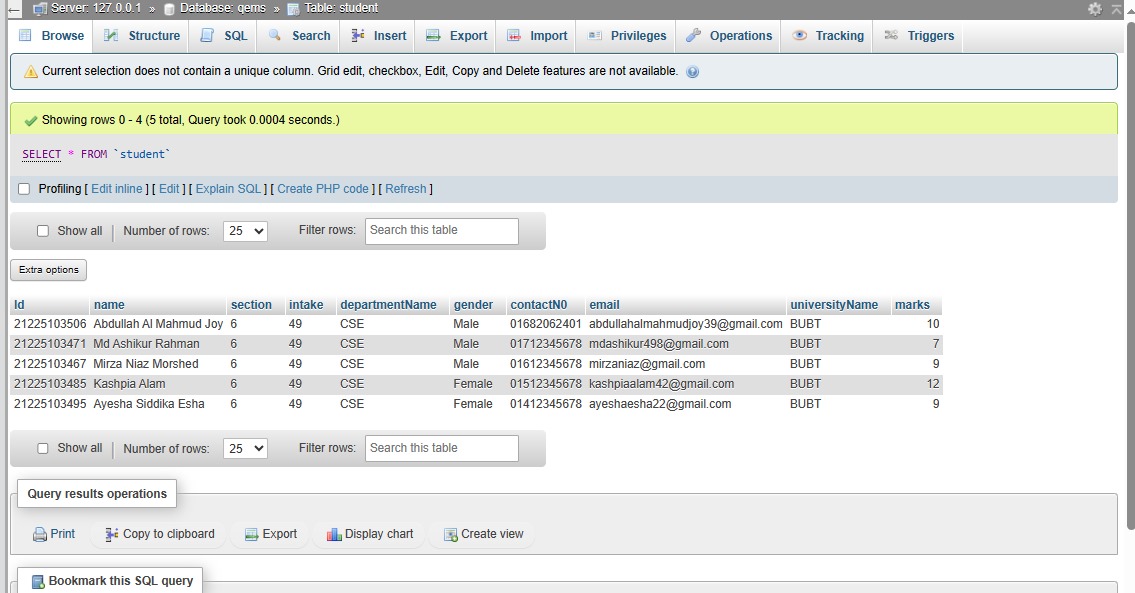 Server: 127.0.0.1 » Database: qems » Table: student
Browse Structure SQL Search Insert Export Import Privileges Operations Tracking Triggers
Current selection does not contain a unique column. Grid edit, checkbox, Edit, Copy and Delete features are not available.
Showing rows 0 - 4 (5 total, Query took 0.0004 seconds.)
SELECT * FROM `student`
Profiling [ Edit inline ] [ Edit ] [ Explain SQL ] [ Create PHP code ] [ Refresh ]
Show all | Number of rows: 25 Filter rows: Search this table
Extra options
Id name section intake departmentName gender contactN0 email universityName marks
21225103506 Abdullah Al Mahmud Joy 6 49 CSE Male 01682062401 abdullahalmahmudjoy39@gmail.com BUBT 10
21225103471 Md Ashikur Rahman 6 49 CSE Male 01712345678 mdashikur498@gmail.com BUBT 7
21225103467 Mirza Niaz Morshed 6 49 CSE Male 01612345678 mirzaniaz@gmail.com BUBT 9
21225103485 Kashpia Alam 6 49 CSE Female 01512345678 kashpiaalam42@gmail.com BUBT 12
21225103495 Ayesha Siddika Esha 6 49 CSE Female 01412345678 ayeshaesha22@gmail.com BUBT 9
Show all | Number of rows: 25 Filter rows: Search this table
Query results operations
Print Copy to clipboard Export Display chart Create view
Bookmark this SQL query